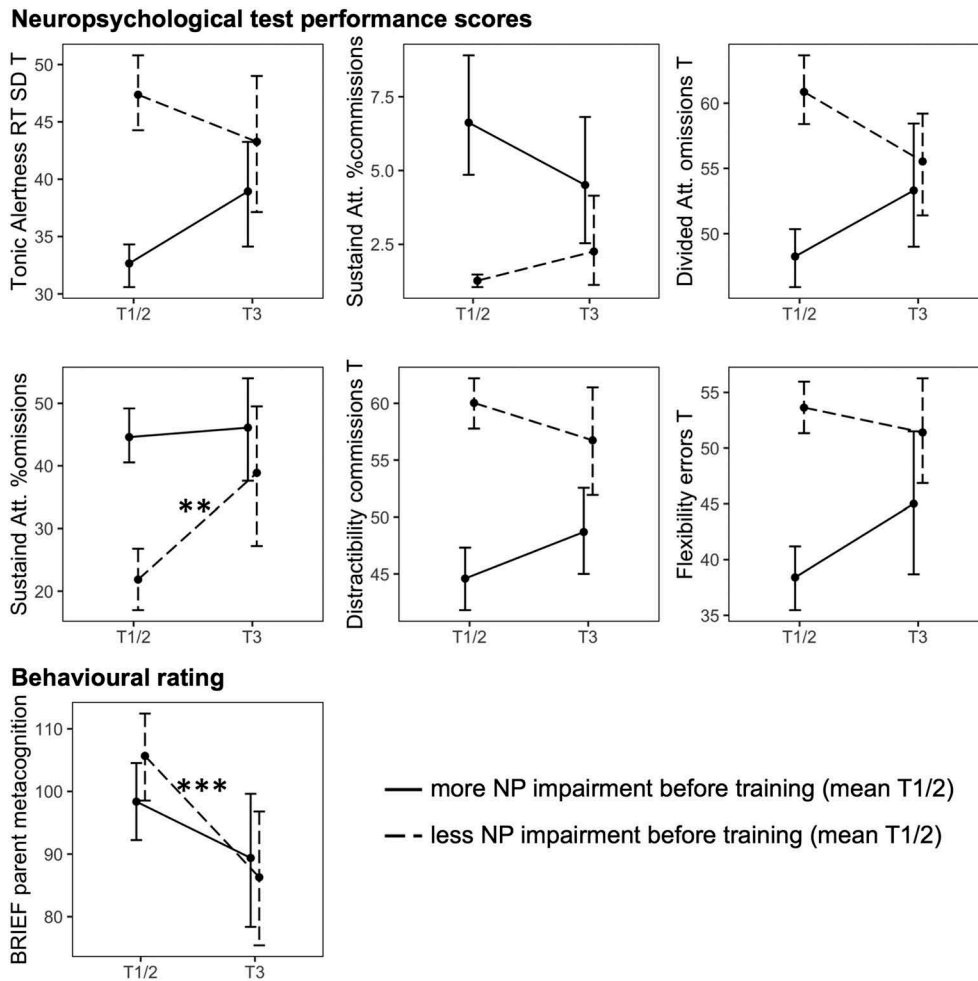 Neuropsychological test performance scores
Tonic Alertness RT SD T
50
45
40
35
30
T1/2
T3
Sustaind Att. %commissions
7.5
5.0
2.5
T1/2
T3
Divided Att. omissions T
60
55
50
T1/2
T3
Sustaind Att. %omissions
50
40
30
20
**
T1/2
T3
Distractibility commissions T
60
55
50
45
T1/2
T3
Flexibility errors T
55
50
45
40
35
T1/2
T3
Behavioural rating
BRIEF parent metacognition
110
100
90
80
***
T1/2
T3
more NP impairment before training (mean T1/2)
less NP impairment before training (mean T1/2)